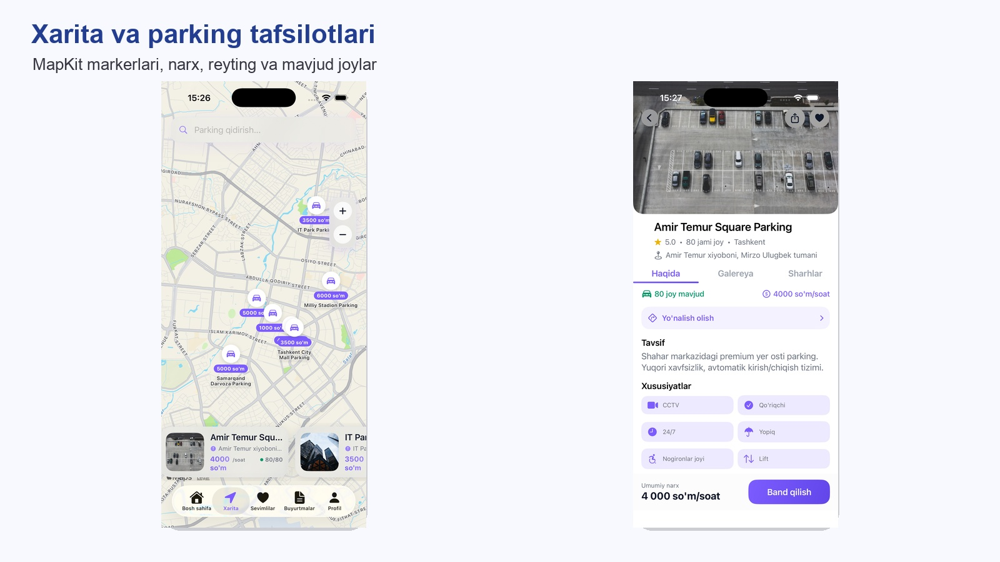 Xarita va parking tafsilotlari
MapKit markerlari, narx, reyting va mavjud joylar
15:26
Parking qidirish...
CHINABAD
NURAFSHON BYPASS STREET
3500 so'm
IT Park Parki
LABZAK STREET
SEBZAR STREET
OSIYO STREET
ABDULLA QODIRIY STREET
6000 so'm
Milliy Stadion Parking
5000 so
1000 so'
FURKAT STREET
ISLAM KARIMOV STREET
3500 so'm
Tashkent City
Mall Parking
Salar
5000 so'm
Samarqand
Darvoza Parking
NUKUS STREET
Amir Temur Squ...
Amir Temur xiyoboni...
4000 /soat
so'm
80/80
IT Pa
IT Pa
3500
so'm
Maps Legal
Bosh sahifa
Xarita
Sevimlilar
Buyurtmalar
Profil
15:27
Amir Temur Square Parking
5.0 • 80 jami joy • Tashkent
Amir Temur xiyoboni, Mirzo Ulugbek tumani
Haqida Galereya Sharhlar
80 joy mavjud
4000 so'm/soat
Yo'nalish olish
Tavsif
Shahar markazidagi premium yer osti parking.
Yuqori xavfsizlik, avtomatik kirish/chiqish tizimi.
Xususiyatlar
CCTV
Qo'riqchi
24/7
Yopiq
Nogironlar joyi
Lift
Umumiy narx
4 000 so'm/soat
Band qilish